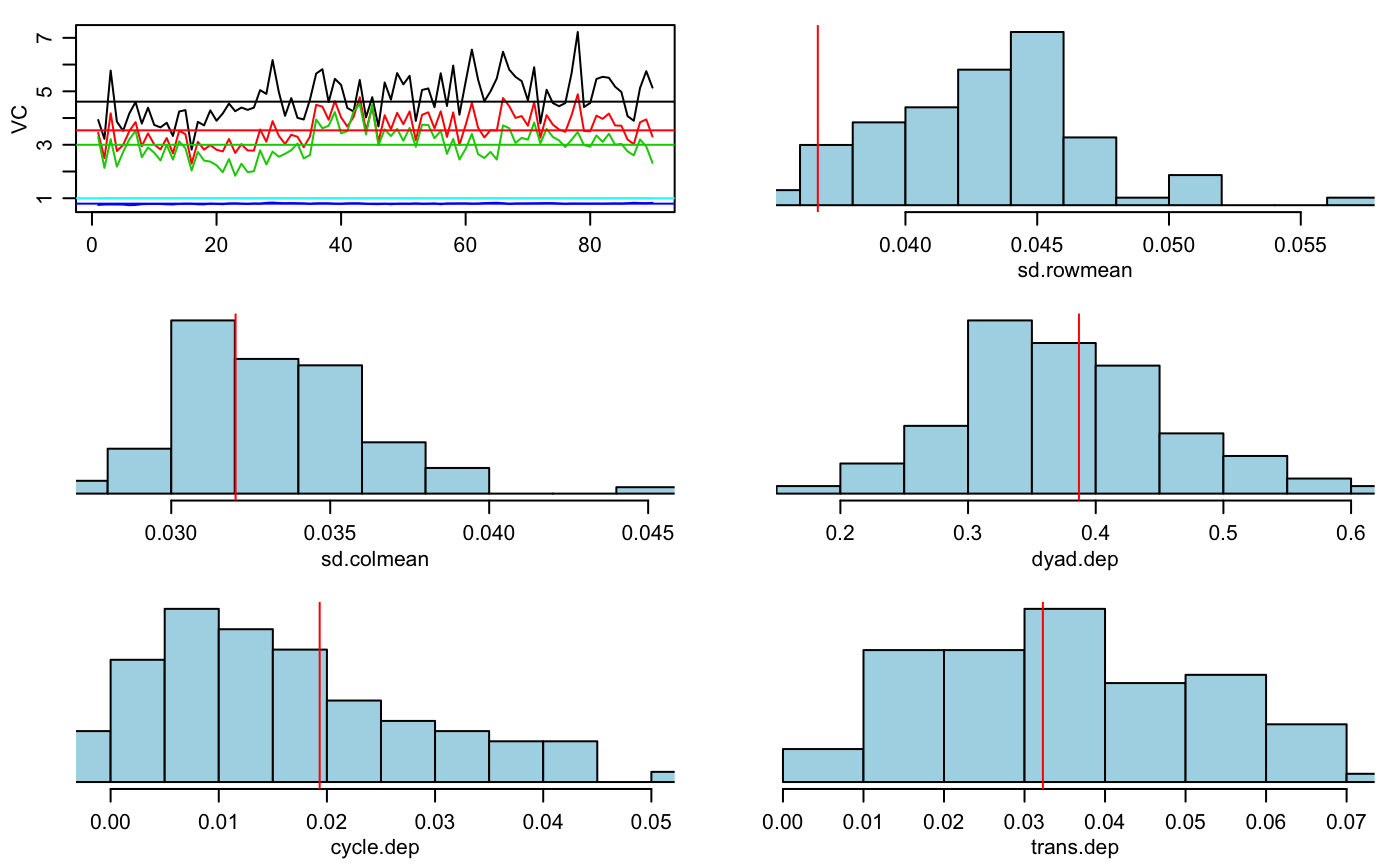 VC
7
5
3
1
0 20 40 60 80
0.040 0.045 0.050 0.055
sd.rowmean
0.030 0.035 0.040 0.045
sd.colmean
0.2 0.3 0.4 0.5 0.6
dyad.dep
0.00 0.01 0.02 0.03 0.04 0.05
cycle.dep
0.00 0.01 0.02 0.03 0.04 0.05 0.06 0.07
trans.dep